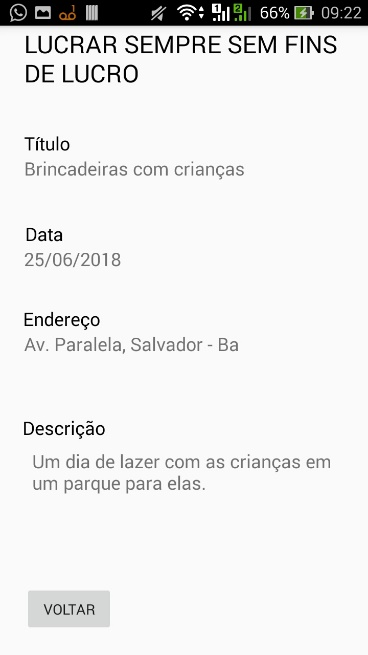 66% 09:22
LUCRAR SEMPRE SEM FINS
DE LUCRO
Título
Brincadeiras com crianças
Data
25/06/2018
Endereço
Av. Paralela, Salvador - Ba
Descrição
Um dia de lazer com as crianças em
um parque para elas.
VOLTAR